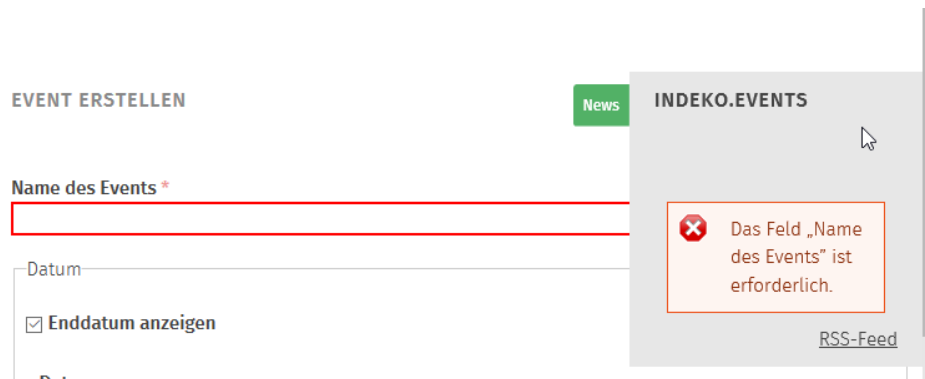 EVENT ERSTELLEN
News
INDEKO.EVENTS
Name des Events *
Das Feld „Name
des Events” ist
erforderlich.
Datum
Enddatum anzeigen
RSS-Feed